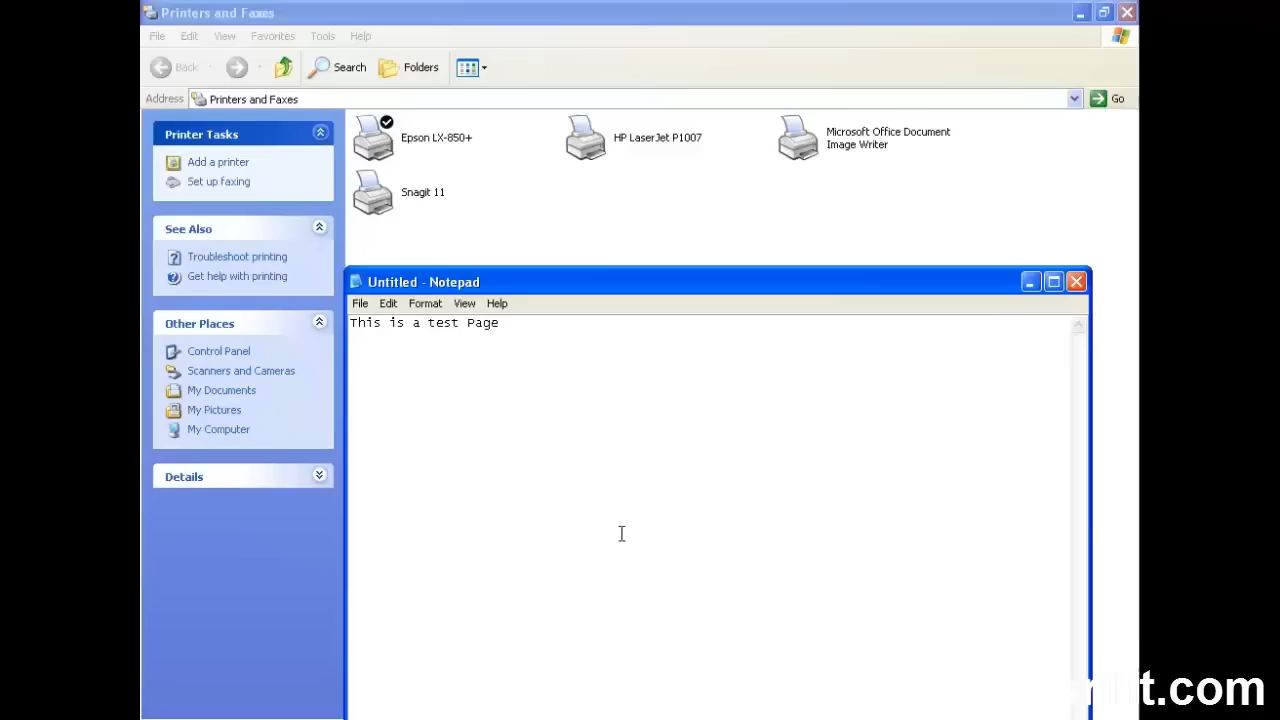 Printers and Faxes
File Edit View Favorites Tools Help
Back Search Folders
Address Printers and Faxes Go
Printer Tasks
Add a printer
Set up faxing
See Also
Troubleshoot printing
Get help with printing
Other Places
Control Panel
Scanners and Cameras
My Documents
My Pictures
My Computer
Details
Epson LX-850+
HP LaserJet P1007
Microsoft Office Document
Image Writer
Snagit 11
Untitled - Notepad
File Edit Format View Help
This is a test Page